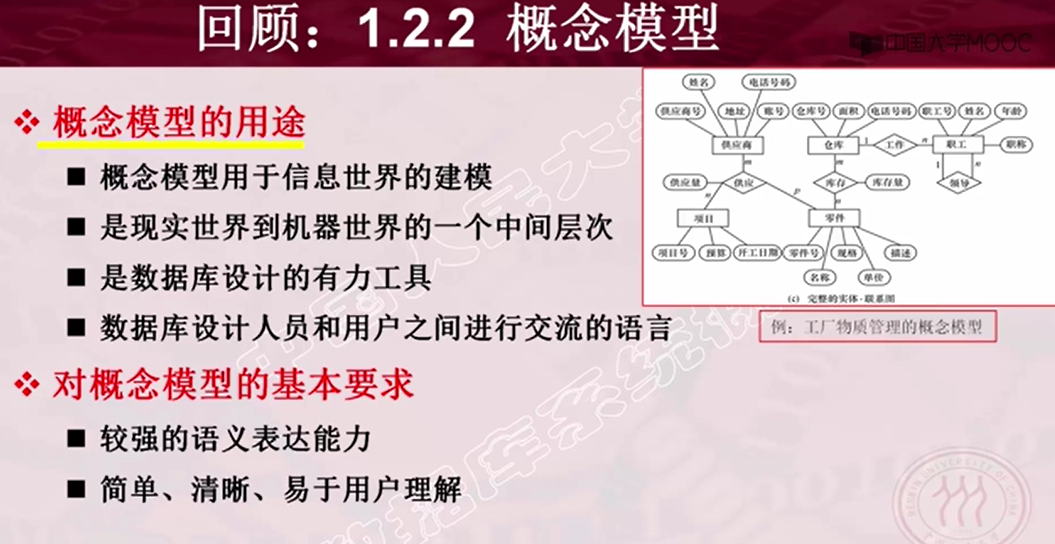 回顾：1.2.2 概念模型
中国大学MOOC
概念模型的用途
概念模型用于信息世界的建模
是现实世界到机器世界的一个中间层次
是数据库设计的有力工具
数据库设计人员和用户之间进行交流的语言
对概念模型的基本要求
较强的语义表达能力
简单、清晰、易于用户理解
姓名 电话号码
供应商号 地址 账号 仓库号 面积 电话号码 职工号 姓名 年龄
供应商 仓库 1 工作 n 职工 职称
m m 1 n
供应量 供应 库存 库存量 领导
n p n
项目 零件
项目号 预算 开工日期 零件号 规格 描述
名称 单价
(c) 完整的实体-联系图
例：工厂物质管理的概念模型
RENMIN UNIVERSITY OF CHINA